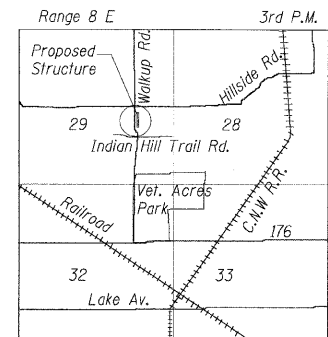 Range 8 E 3rd P.M.
Proposed
Structure
Walkup Rd.
Hillside Rd.
29 28
Indian Hill Trail Rd.
Vet. Acres
Park
Railroad
C.N.W R.R.
176
32 33
Lake Av.